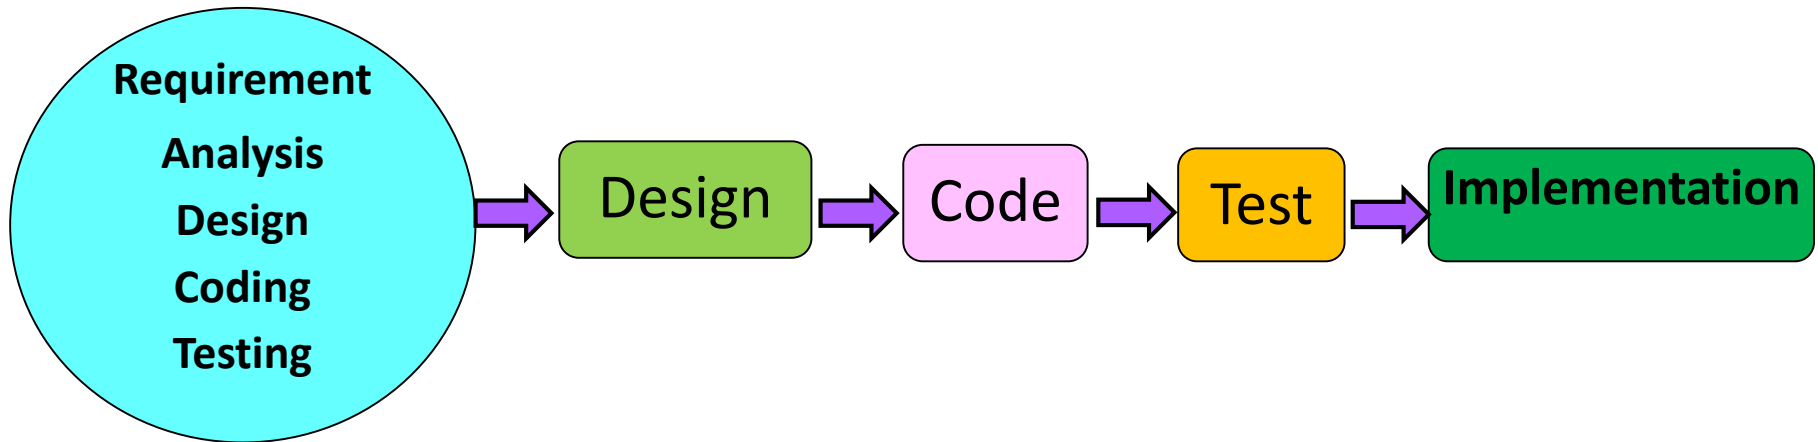 Requirement
Analysis
Design
Coding
Testing
Design
Code
Test
Implementation